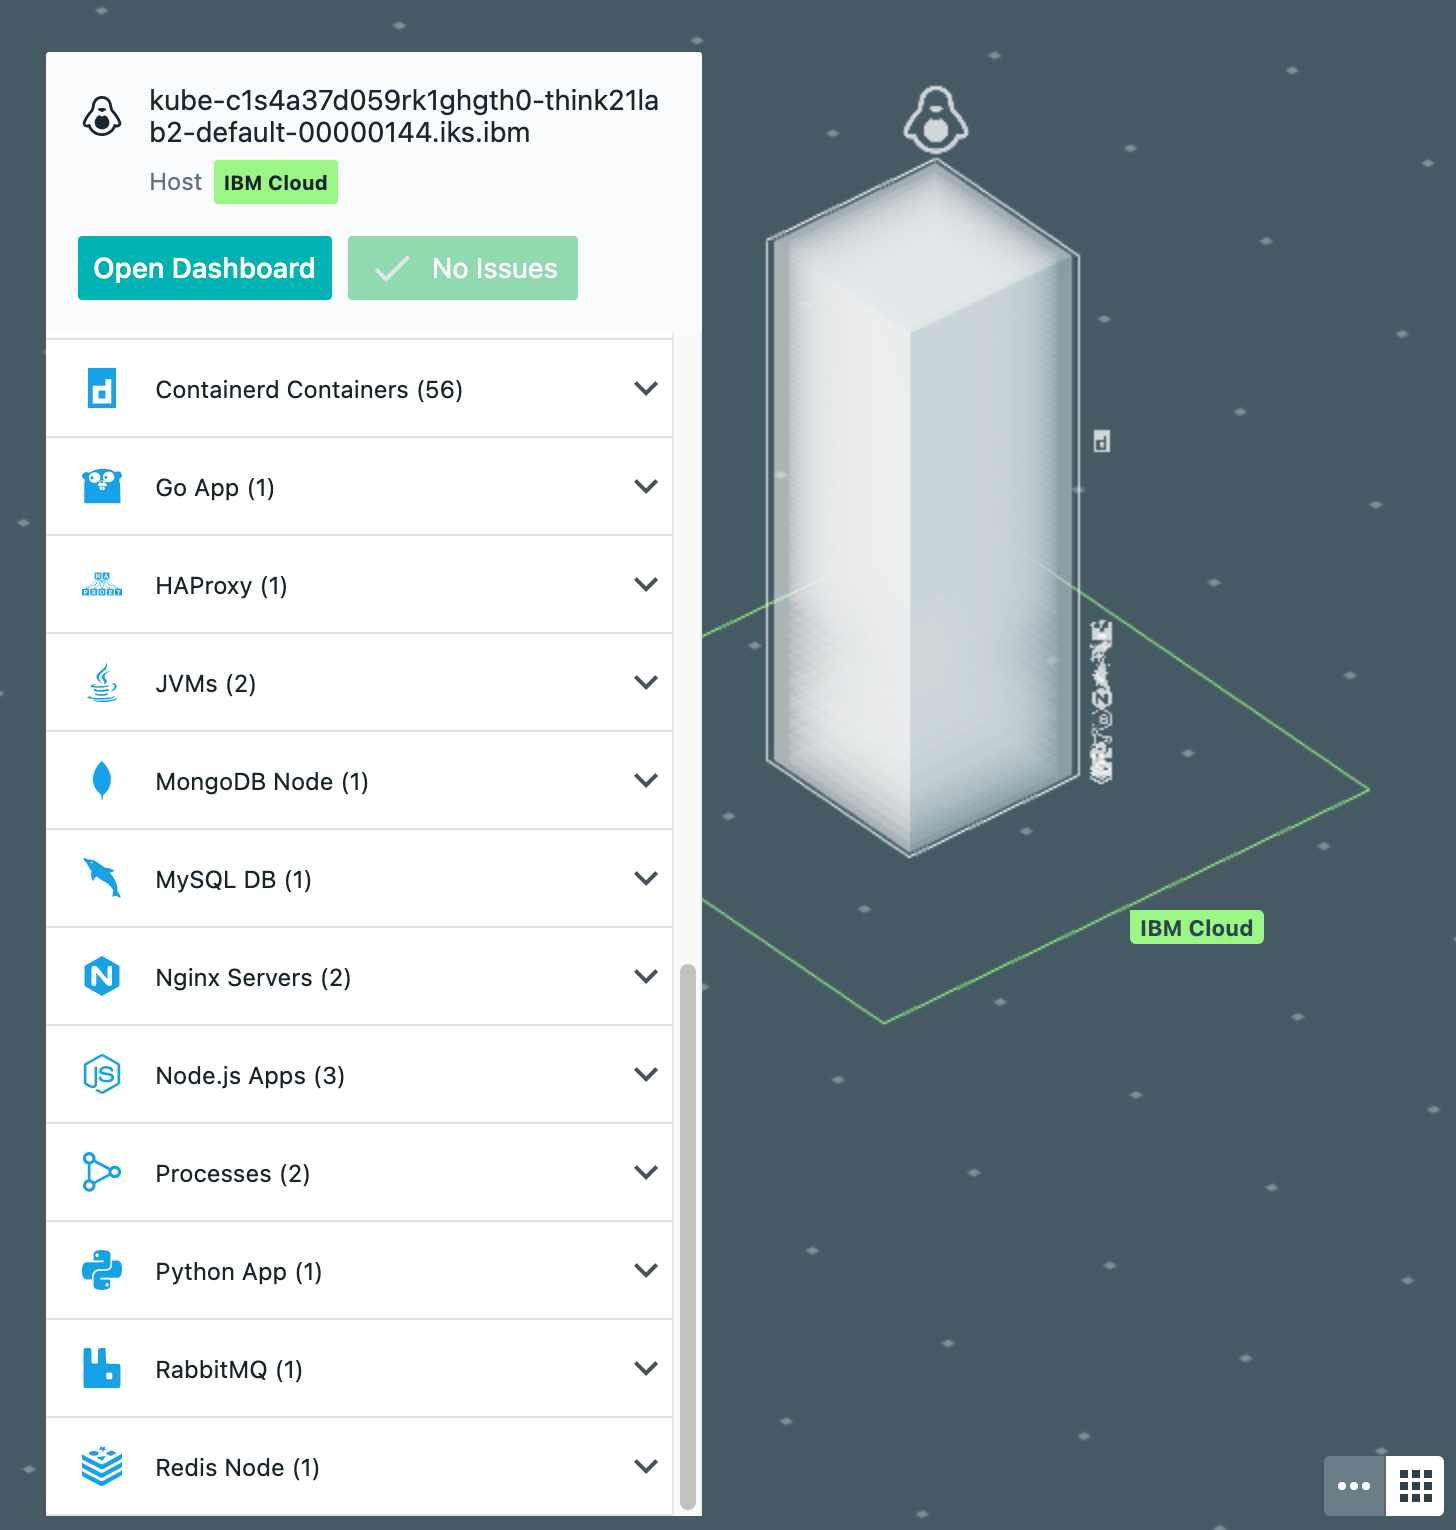 kube-c1s4a37d059rk1ghgth0-think21la
b2-default-00000144.iks.ibm
Host IBM Cloud
Open Dashboard
No Issues
Containerd Containers (56)
Go App (1)
HAProxy (1)
JVMs (2)
MongoDB Node (1)
MySQL DB (1)
Nginx Servers (2)
Node.js Apps (3)
Processes (2)
Python App (1)
RabbitMQ (1)
Redis Node (1)
IBM Cloud